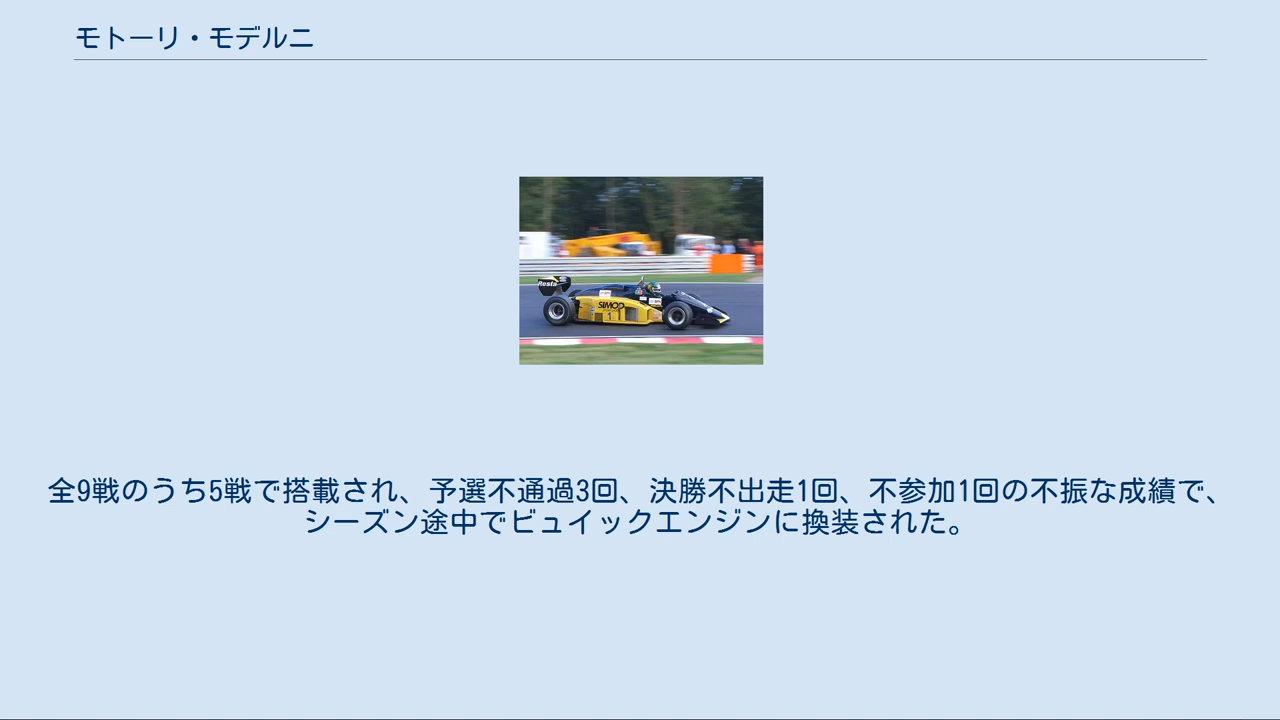 モトーリ・モデルニ
Resta
SIMOD
1
全9戦のうち5戦で搭載され、予選不通過3回、決勝不出走1回、不参加1回の不振な成績で、
シーズン途中でビュイックエンジンに換装された。